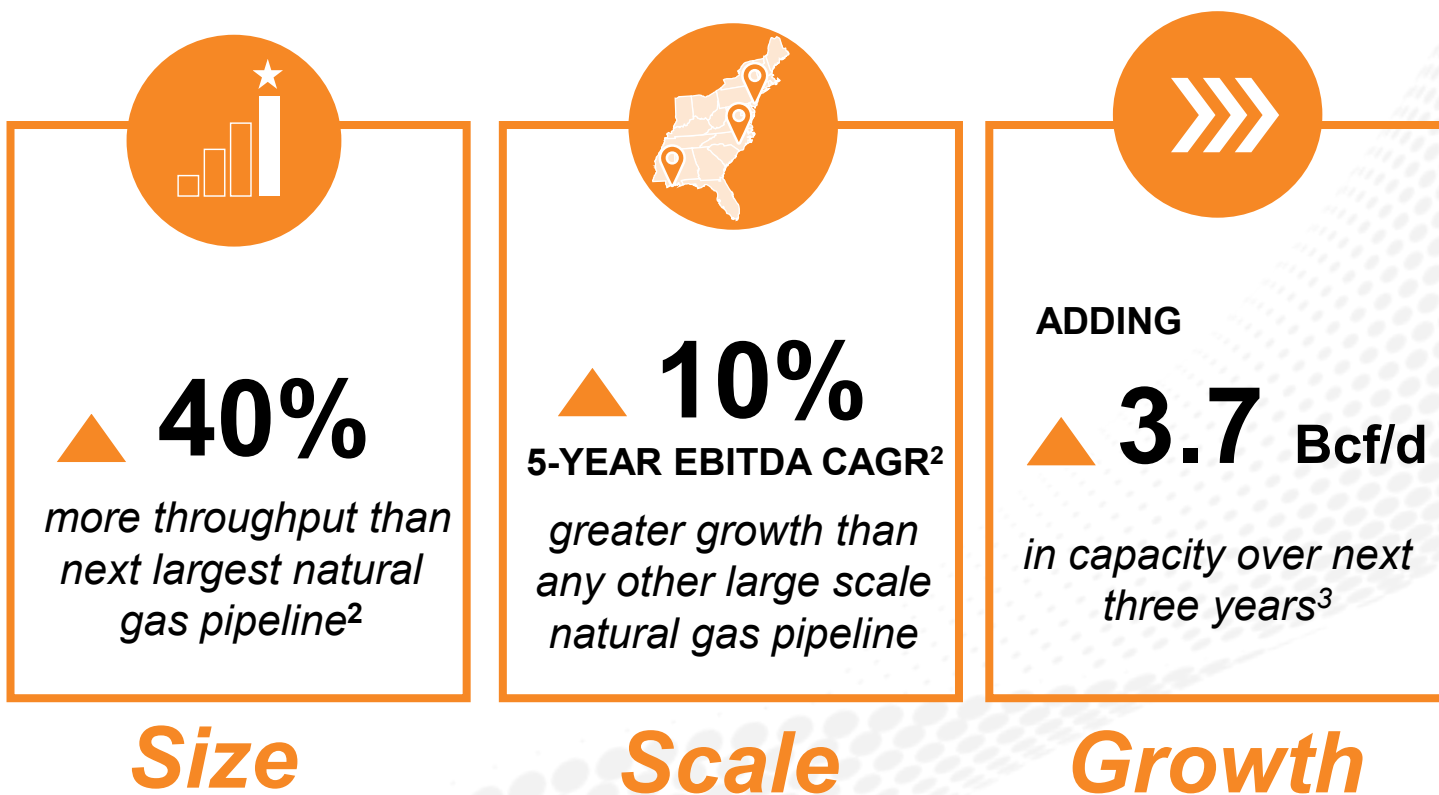 40%
more throughput than
next largest natural
gas pipeline²
Size
10%
5-YEAR EBITDA CAGR²
greater growth than
any other large scale
natural gas pipeline
Scale
ADDING
3.7 Bcf/d
in capacity over next
three years³
Growth